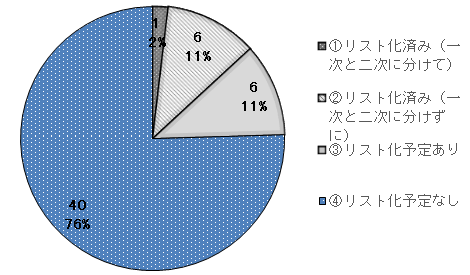 1
2%
6
11%
6
11%
40
76%
①リスト化済み（一
次と二次に分けて）
②リスト化済み（一
次と二次に分けず
に）
③リスト化予定あり
④リスト化予定なし